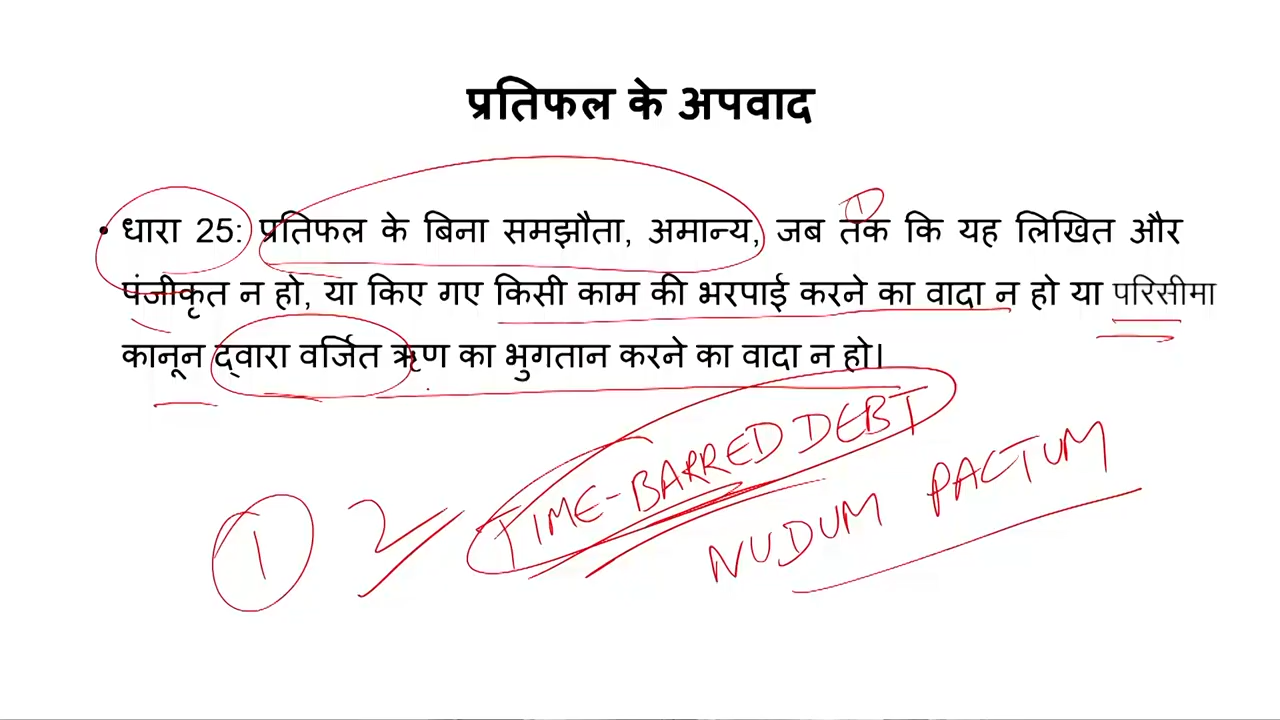 प्रतिफल के अपवाद
①
• धारा 25: प्रतिफल के बिना समझौता, अमान्य, जब तक कि यह लिखित और
पंजीकृत न हो, या किए गए किसी काम की भरपाई करने का वादा न हो या परिसीमा
कानून द्वारा वर्जित ऋण का भुगतान करने का वादा न हो।
TIME-BARRED DEBT
① 2
NUDUM PACTUM